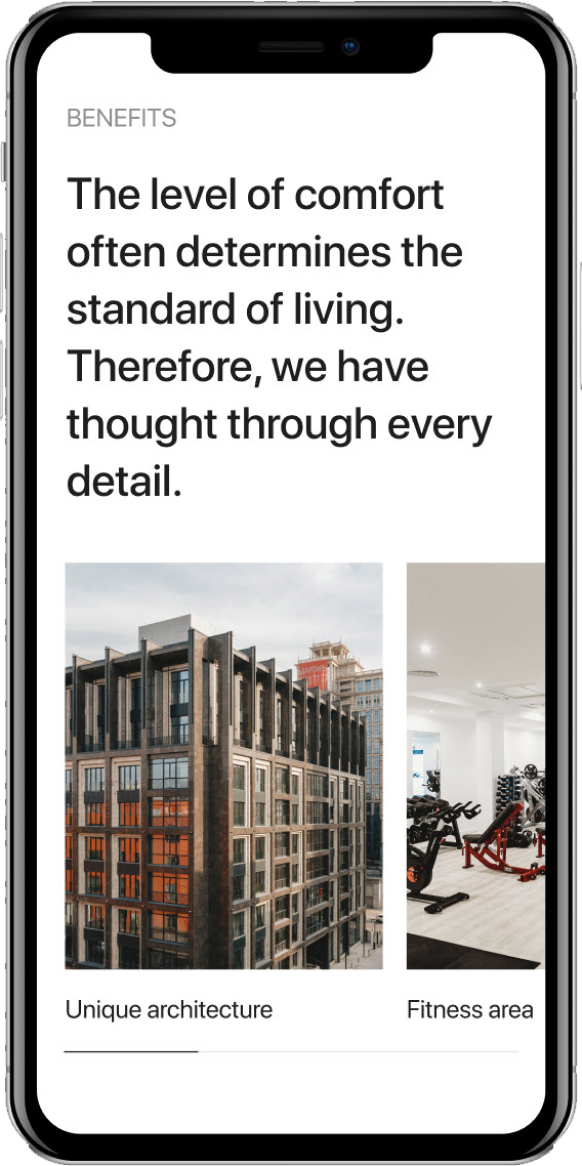 BENEFITS
The level of comfort
often determines the
standard of living.
Therefore, we have
thought through every
detail.
Unique architecture
Fitness area